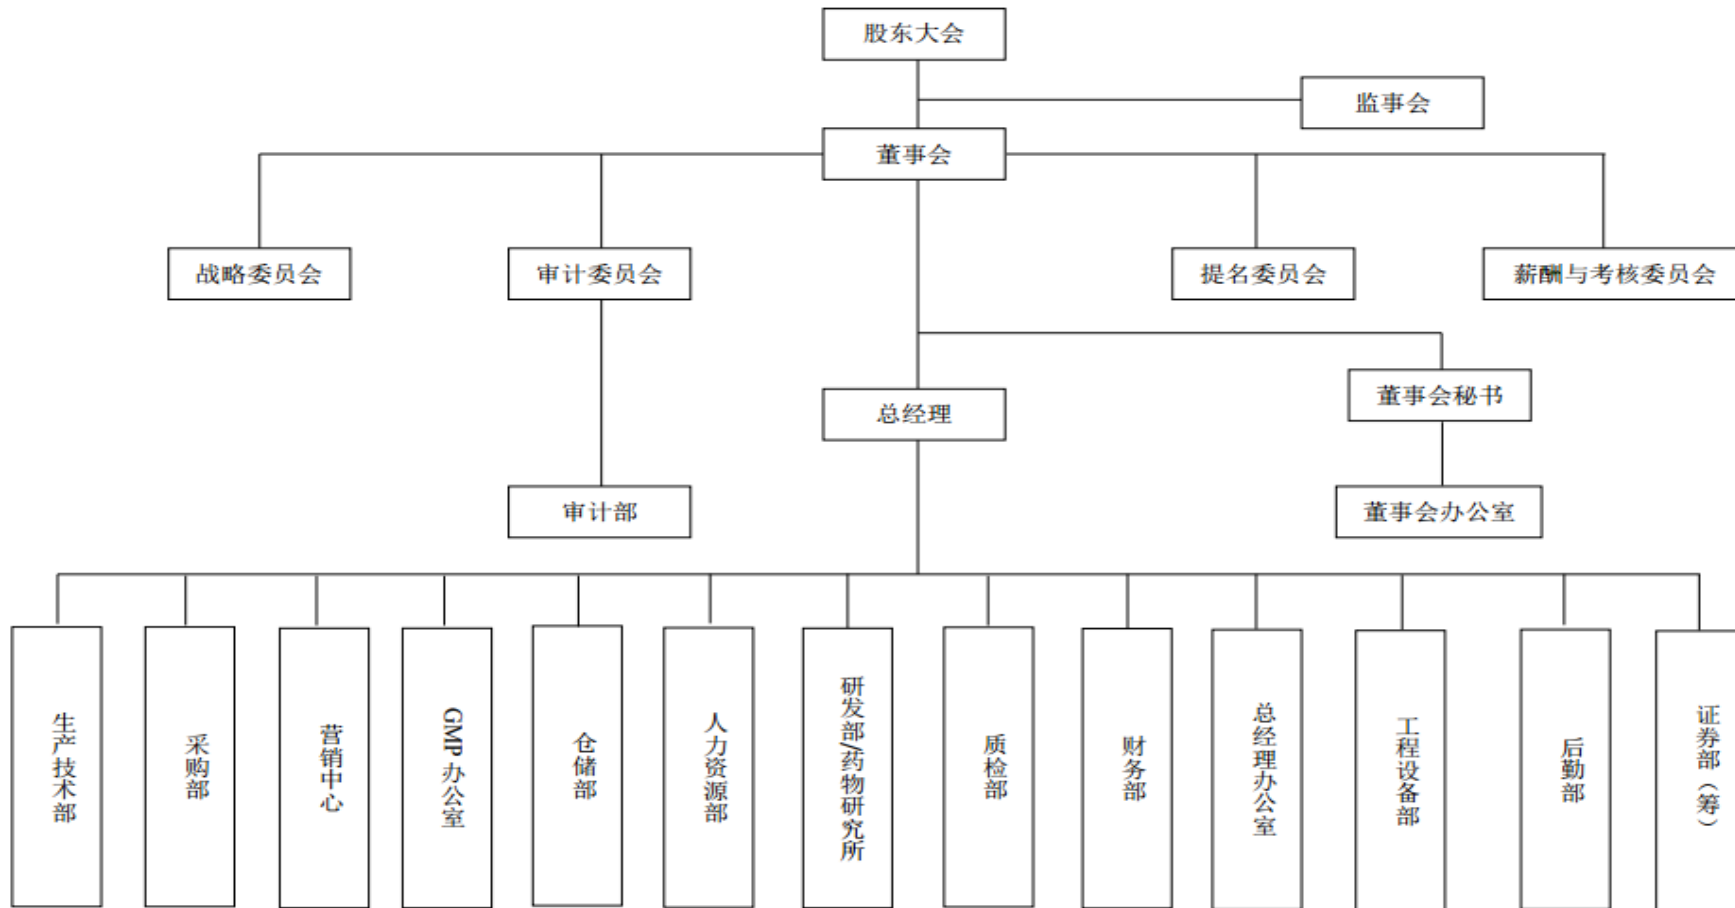 股东大会
监事会
董事会
战略委员会
审计委员会
提名委员会
薪酬与考核委员会
总经理
董事会秘书
审计部
董事会办公室
生产技术部
采购部
营销中心
GMP 办公室
仓储部
人力资源部
研发部/药物研究所
质检部
财务部
总经理办公室
工程设备部
后勤部
证券部（筹）